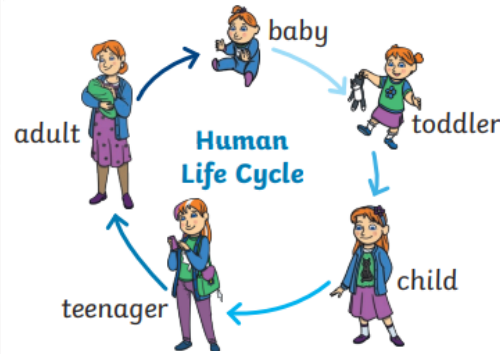 baby
toddler
adult
Human
Life Cycle
child
teenager